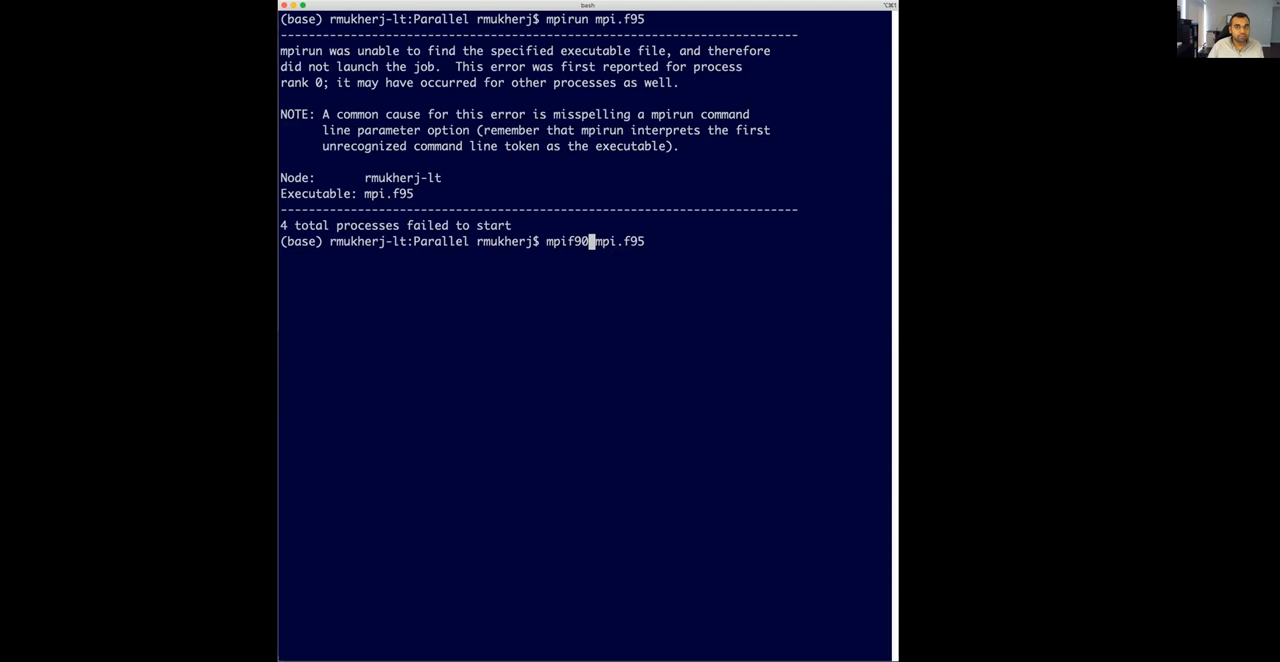 bash
⌥⌘1
(base) rmukherj-lt:Parallel rmukherj$ mpirun mpi.f95
--------------------------------------------------------------------------
mpirun was unable to find the specified executable file, and therefore
did not launch the job.  This error was first reported for process
rank 0; it may have occurred for other processes as well.
NOTE: A common cause for this error is misspelling a mpirun command
      line parameter option (remember that mpirun interprets the first
      unrecognized command line token as the executable).
Node:       rmukherj-lt
Executable: mpi.f95
--------------------------------------------------------------------------
4 total processes failed to start
(base) rmukherj-lt:Parallel rmukherj$ mpif90 mpi.f95